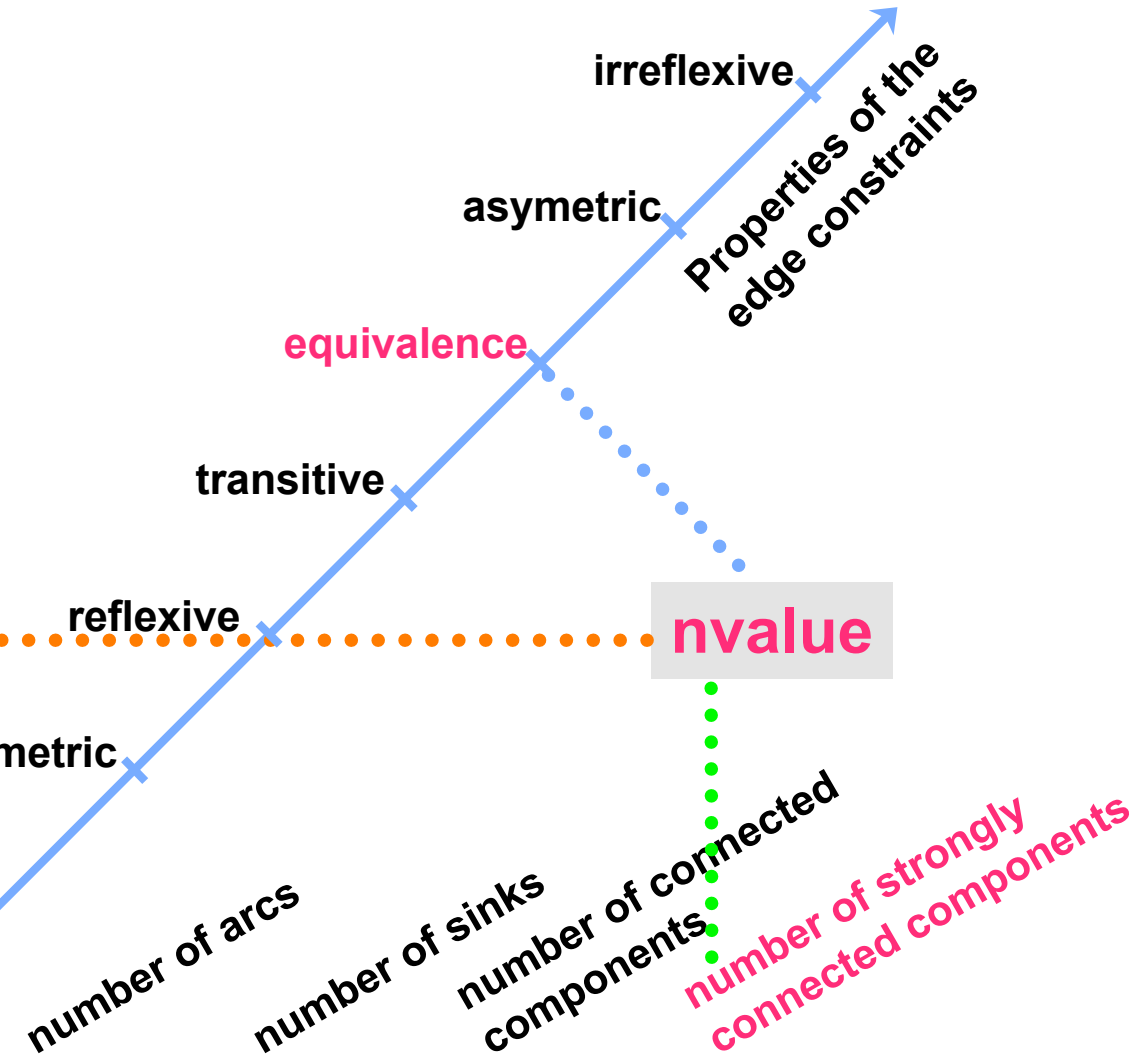 irreflexive
Properties of the
edge constraints
asymetric
equivalence
transitive
reflexive
nvalue
metric
number of arcs
number of sinks
number of connected
components
number of strongly
connected components